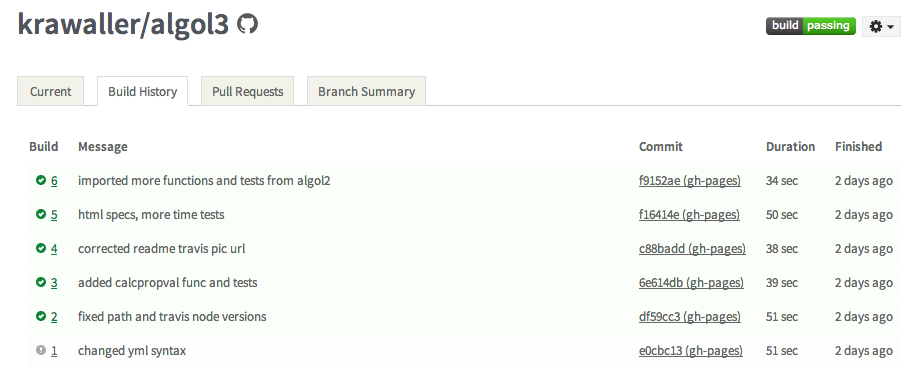 krawaller/algol3
build passing
Current Build History Pull Requests Branch Summary
Build Message Commit Duration Finished
6 imported more functions and tests from algol2 f9152ae (gh-pages) 34 sec 2 days ago
5 html specs, more time tests f16414e (gh-pages) 50 sec 2 days ago
4 corrected readme travis pic url c88badd (gh-pages) 38 sec 2 days ago
3 added calcpropval func and tests 6e614db (gh-pages) 39 sec 2 days ago
2 fixed path and travis node versions df59cc3 (gh-pages) 51 sec 2 days ago
1 changed yml syntax e0cbc13 (gh-pages) 51 sec 2 days ago